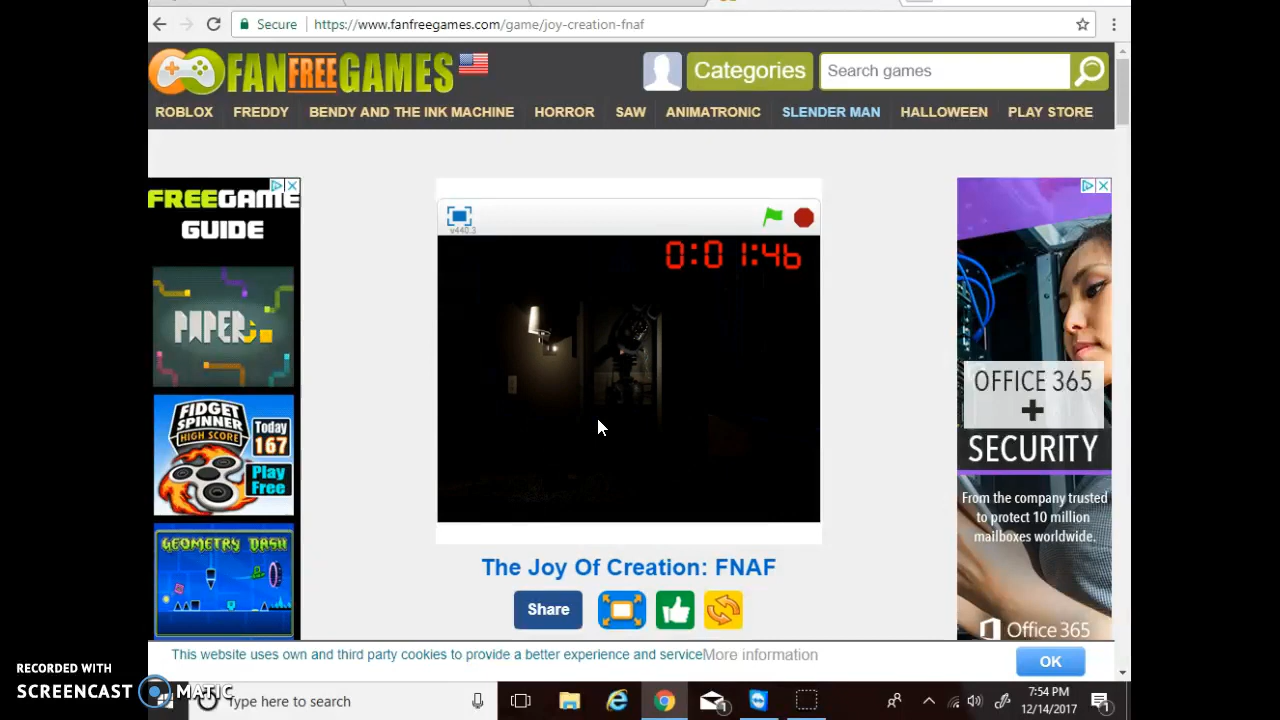 Secure https://www.fanfreegames.com/game/joy-creation-fnaf
FANFREEGAMES
Categories
Search games
ROBLOX FREDDY BENDY AND THE INK MACHINE HORROR SAW ANIMATRONIC SLENDER MAN HALLOWEEN PLAY STORE
FREEGAME
GUIDE
PAPER
FIDGET
SPINNER
HIGH SCORE
Today
167
Play
Free
GEOMETRY DASH
v440.3
0:01:46
OFFICE 365
+
SECURITY
From the company trusted
to protect 10 million
mailboxes worldwide.
Office 365
The Joy Of Creation: FNAF
Share
This website uses own and third party cookies to provide a better experience and serviceMore information
OK
RECORDED WITH
SCREENCAST MATIC
Type here to search
1
7:54 PM
12/14/2017
1